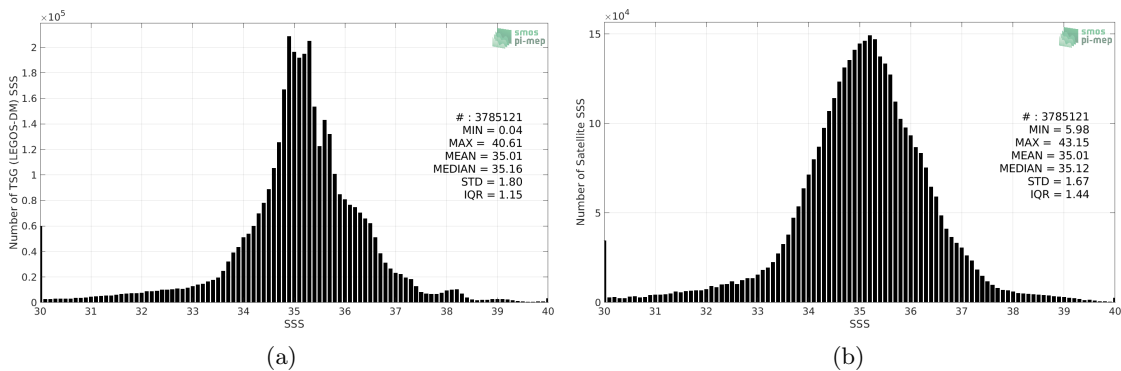 ×10⁵
smos
pi-mep
Number of TSG (LEGOS-DM) SSS
2
1.8
1.6
1.4
1.2
1
0.8
0.6
0.4
0.2
0
# : 3785121
MIN = 0.04
MAX = 40.61
MEAN = 35.01
MEDIAN = 35.16
STD = 1.80
IQR = 1.15
30 31 32 33 34 35 36 37 38 39 40
SSS
(a)
×10⁴
smos
pi-mep
Number of Satellite SSS
15
10
5
0
# : 3785121
MIN = 5.98
MAX = 43.15
MEAN = 35.01
MEDIAN = 35.12
STD = 1.67
IQR = 1.44
30 31 32 33 34 35 36 37 38 39 40
SSS
(b)